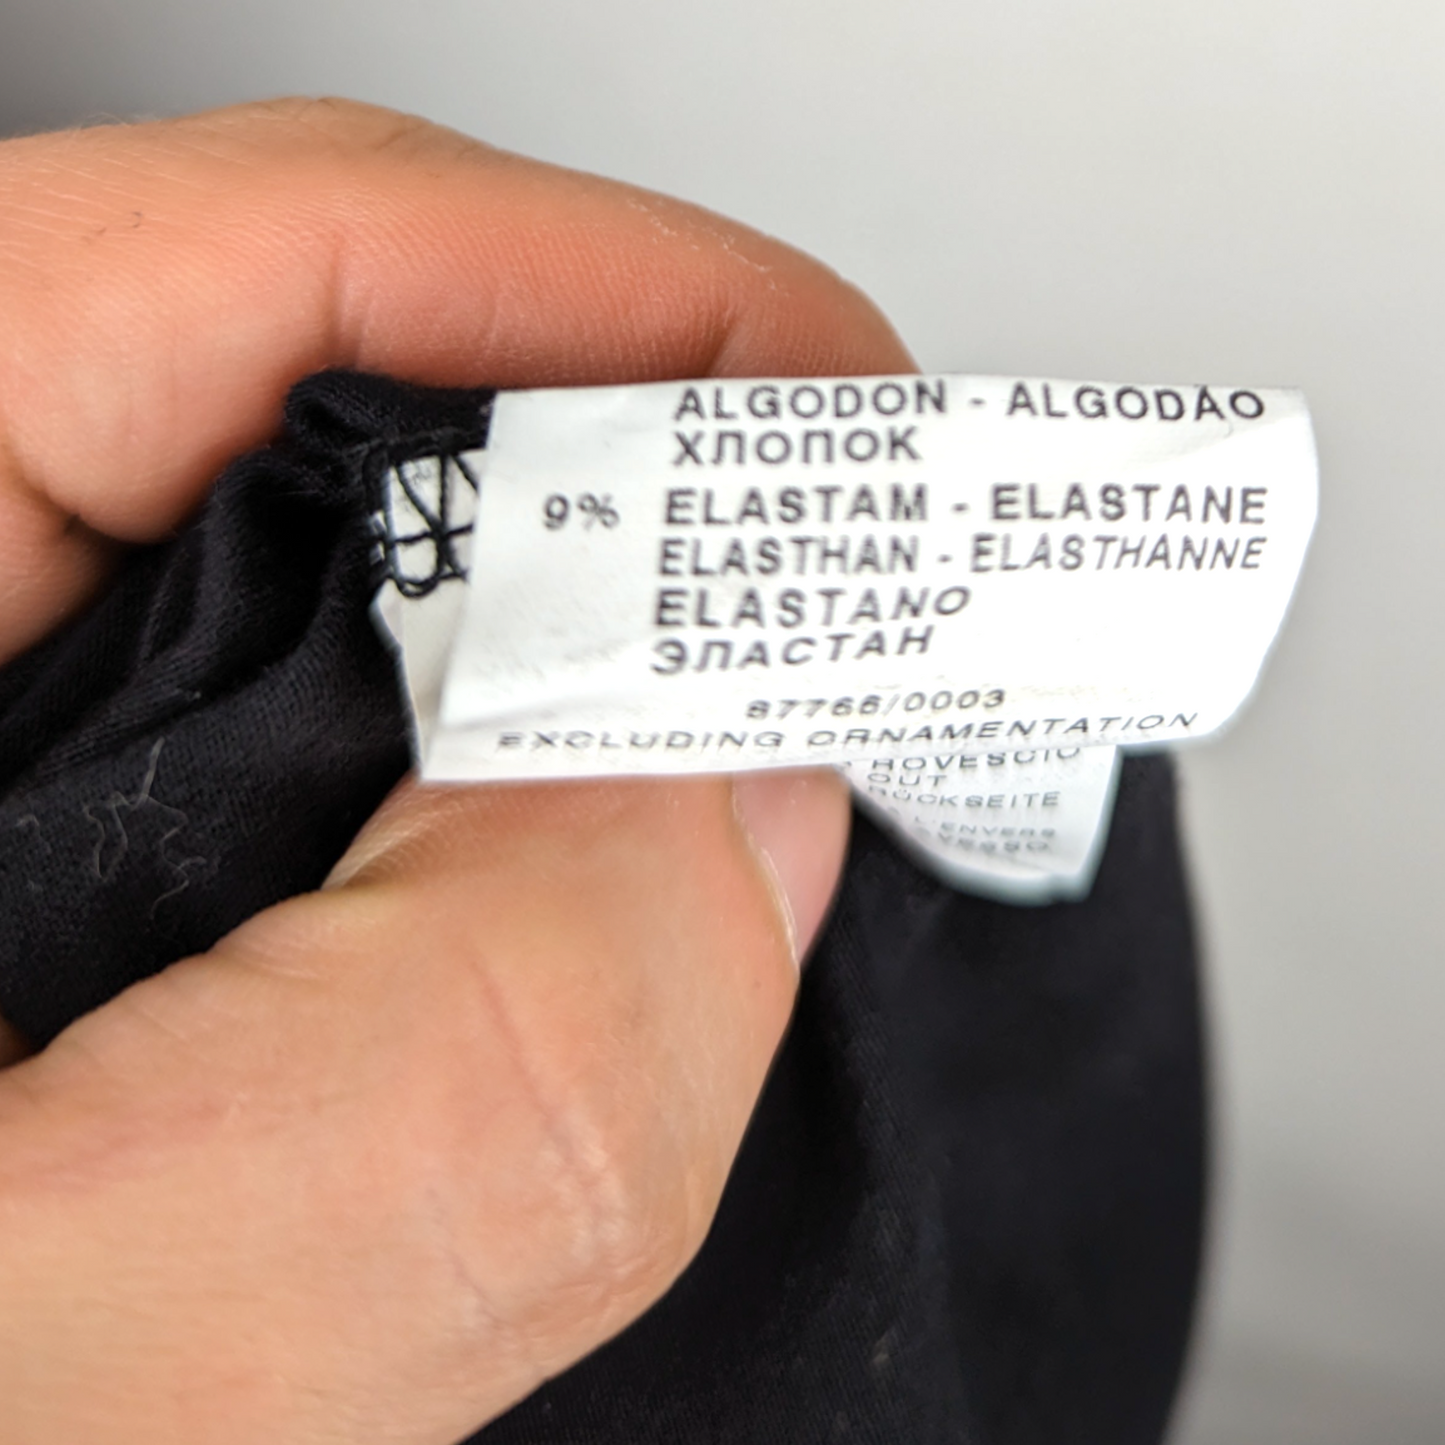 ALGODON - ALGODÃO
ХЛОПОК
9% ELASTAM - ELASTANE
ELASTHAN - ELASTHANNE
ELASTANO
ЭЛАСТАН
87766/0003
EXCLUDING ORNAMENTATION
ROVESCIO
OUT
RÜCKSEITE
L'ENVERS